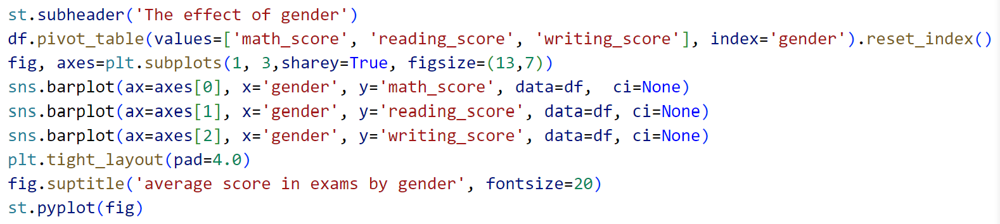 st.subheader('The effect of gender')
df.pivot_table(values=['math_score', 'reading_score', 'writing_score'], index='gender').reset_index()
fig, axes=plt.subplots(1, 3,sharey=True, figsize=(13,7))
sns.barplot(ax=axes[0], x='gender', y='math_score', data=df,  ci=None)
sns.barplot(ax=axes[1], x='gender', y='reading_score', data=df, ci=None)
sns.barplot(ax=axes[2], x='gender', y='writing_score', data=df, ci=None)
plt.tight_layout(pad=4.0)
fig.suptitle('average score in exams by gender', fontsize=20)
st.pyplot(fig)